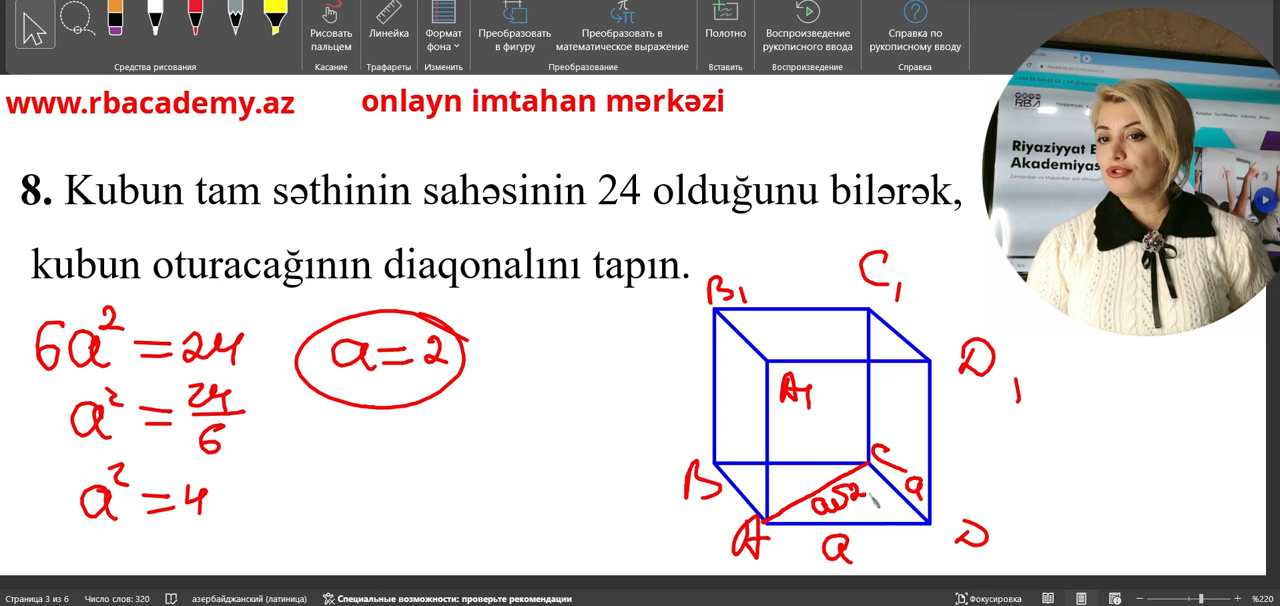 Рисовать пальцем
Линейка
Формат фона
Преобразовать в фигуру
Преобразовать в математическое выражение
Полотно
Воспроизведение рукописного ввода
Справка по рукописному вводу
Средства рисования
Касание
Трафареты
Изменить
Преобразование
Вставить
Воспроизведение
Справка
www.rbacademy.az onlayn imtahan mərkəzi
RBA
Riyaziyyat
Akademiyas
8. Kubun tam səthinin sahəsinin 24 olduğunu bilərək,
kubun oturacağının diaqonalını tapın.
6a² = 24
a = 2
a² = 24/6
a² = 4
B₁
C₁
A₁
D₁
B
C
a√2
a
A
a
D
Страница 3 из 6 Число слов: 320 азербайджанский (латиница) Специальные возможности: проверьте рекомендации Фокусировка %220